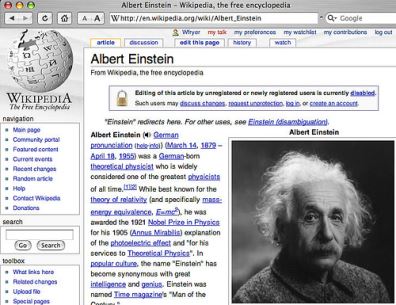 Albert Einstein – Wikipedia, the free encyclopedia
A A
W http://en.wikipedia.org/wiki/Albert_Einstein
Google
Wfryer my talk my preferences my watchlist my contributions log out
article discussion edit this page history watch
Albert Einstein
From Wikipedia, the free encyclopedia
Editing of this article by unregistered or newly registered users is currently disabled.
Such users may discuss changes, request unprotection, log in, or create an account.
"Einstein" redirects here. For other uses, see Einstein (disambiguation).
Albert Einstein (German
pronunciation (help·info)) (March 14, 1879 –
April 18, 1955) was a German-born
theoretical physicist who is widely
considered one of the greatest physicists
of all time.[1][2] While best known for the
theory of relativity (and specifically mass-
energy equivalence, E=mc²), he was
awarded the 1921 Nobel Prize in Physics
for his 1905 (Annus Mirabilis) explanation
of the photoelectric effect and "for his
services to Theoretical Physics". In
popular culture, the name "Einstein" has
become synonymous with great
intelligence and genius. Einstein was
named Time magazine's "Man of the
Albert Einstein
WIKIPEDIA
The Free Encyclopedia
navigation
Main page
Community portal
Featured content
Current events
Recent changes
Random article
Help
Contact Wikipedia
Donations
search
Go Search
toolbox
What links here
Related changes
Upload file
Special pages